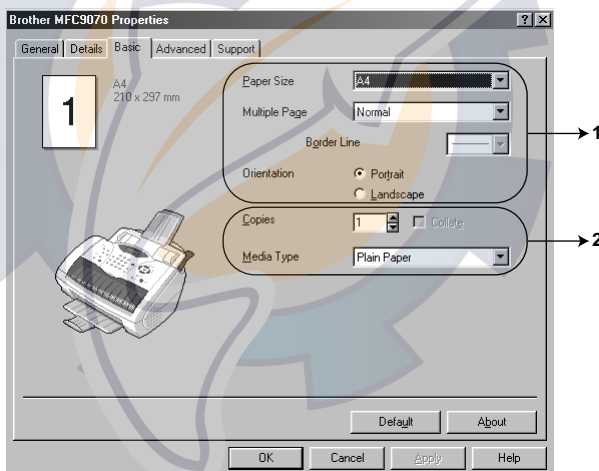 Brother MFC9070 Properties
General Details Basic Advanced Support
1
A4
210 x 297 mm
Paper Size A4
Multiple Page Normal
Border Line
Orientation Portrait
Landscape
1
Copies 1 Collate
Media Type Plain Paper
2
Default About
OK Cancel Apply Help